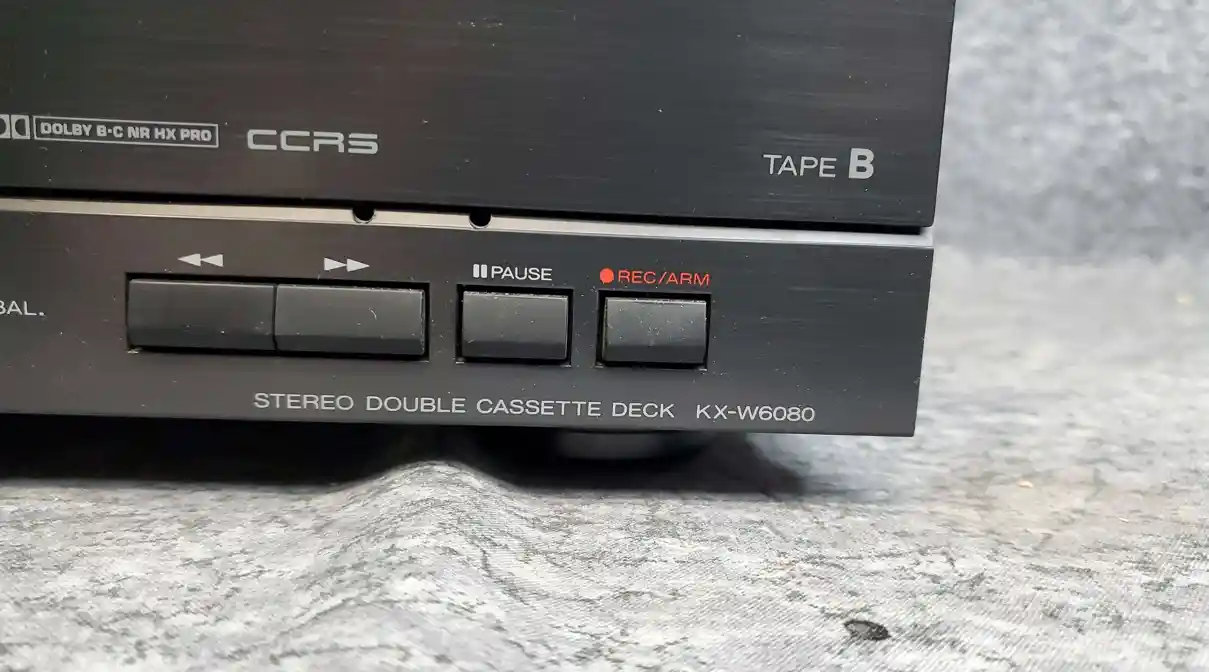 DOLBY B·C NR HX PRO
CCRS
TAPE B
BAL.
PAUSE
REC/ARM
STEREO DOUBLE CASSETTE DECK KX-W6080